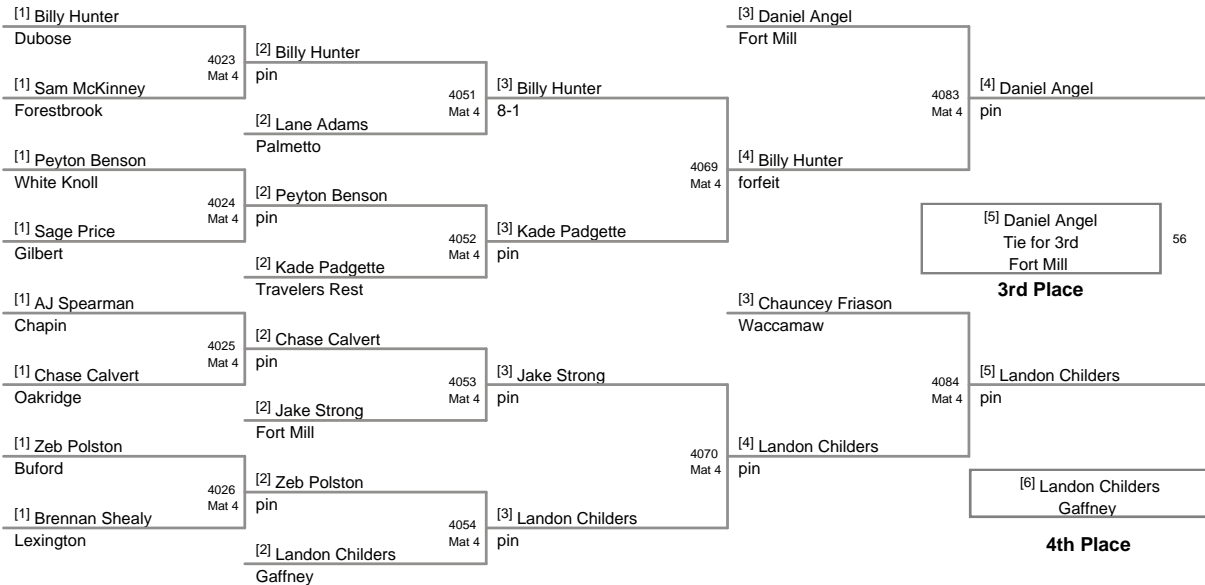 [1] Billy Hunter
Dubose
4023
Mat 4
[1] Sam McKinney
Forestbrook
[1] Peyton Benson
White Knoll
4024
Mat 4
[1] Sage Price
Gilbert
[1] AJ Spearman
Chapin
4025
Mat 4
[1] Chase Calvert
Oakridge
[1] Zeb Polston
Buford
4026
Mat 4
[1] Brennan Shealy
Lexington
[2] Billy Hunter
pin
4051
Mat 4
[2] Lane Adams
Palmetto
[2] Peyton Benson
pin
4052
Mat 4
[2] Kade Padgette
Travelers Rest
[2] Chase Calvert
pin
4053
Mat 4
[2] Jake Strong
Fort Mill
[2] Zeb Polston
pin
4054
Mat 4
[2] Landon Childers
Gaffney
[3] Billy Hunter
8-1
4069
Mat 4
[3] Kade Padgette
pin
[3] Jake Strong
pin
4070
Mat 4
[3] Landon Childers
pin
[3] Daniel Angel
Fort Mill
4083
Mat 4
[4] Billy Hunter
forfeit
[3] Chauncey Friason
Waccamaw
4084
Mat 4
[4] Landon Childers
pin
[4] Daniel Angel
pin
[5] Daniel Angel
Tie for 3rd
Fort Mill
56
3rd Place
[5] Landon Childers
pin
[6] Landon Childers
Gaffney
4th Place